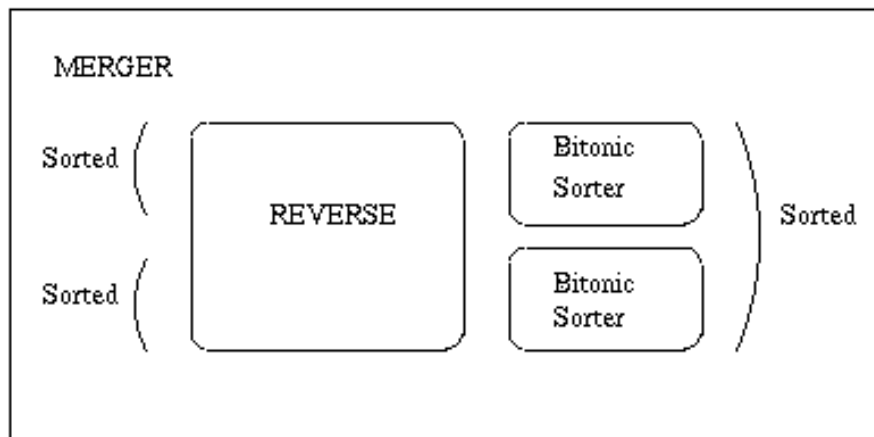 MERGER
Sorted
REVERSE
Bitonic
Sorter
Sorted
Sorted
Bitonic
Sorter